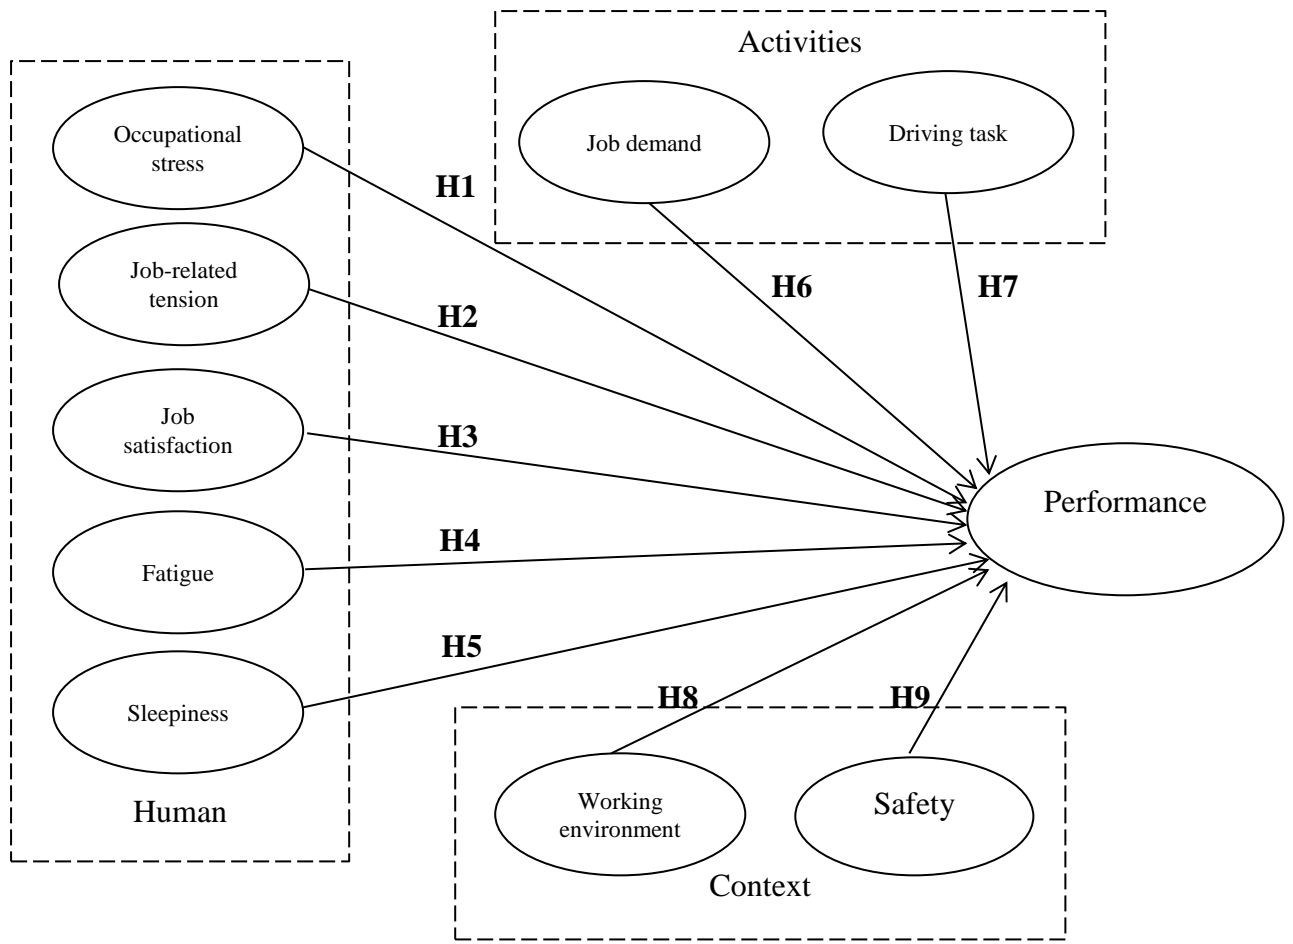 Activities
Occupational
stress
Job demand
Driving task
H1
Job-related
tension
H6
H7
H2
Job
satisfaction
H3
Performance
H4
Fatigue
H5
Sleepiness
H8
H9
Human
Working
environment
Safety
Context